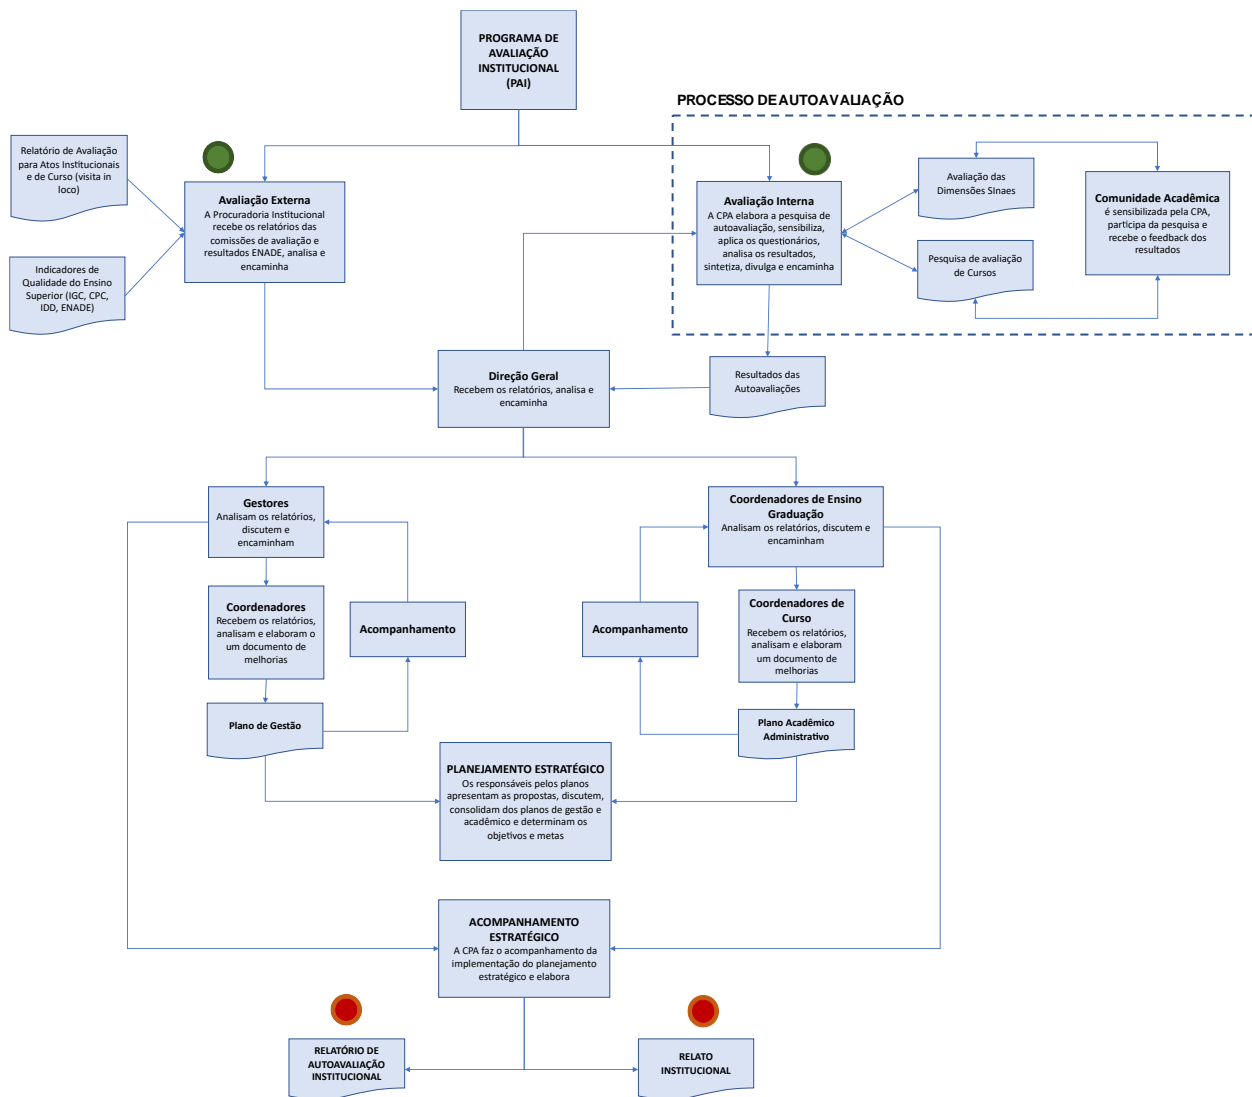 PROGRAMA DE
AVALIAÇÃO
INSTITUCIONAL
(PAI)
PROCESSO DE AUTOAVALIAÇÃO
Relatório de Avaliação
para Atos Institucionais
e de Curso (visita in
loco)
Avaliação Externa
A Procuradoria Institucional
recebe os relatórios das
comissões de avaliação e
resultados ENADE, analisa e
encaminha
Indicadores de
Qualidade do Ensino
Superior (IGC, CPC,
IDD, ENADE)
Avaliação Interna
A CPA elabora a pesquisa de
autoavaliação, sensibiliza,
aplica os questionários,
analisa os resultados,
sintetiza, divulga e encaminha
Avaliação das
Dimensões SInaes
Pesquisa de avaliação
de Cursos
Comunidade Acadêmica
é sensibilizada pela CPA,
participa da pesquisa e
recebe o feedback dos
resultados
Direção Geral
Recebem os relatórios, analisa e
encaminha
Resultados das
Autoavaliações
Gestores
Analisam os relatórios,
discutem e
encaminham
Coordenadores de Ensino
Graduação
Analisam os relatórios, discutem e
encaminham
Coordenadores
Recebem os relatórios,
analisam e elaboram o
um documento de
melhorias
Acompanhamento
Acompanhamento
Coordenadores de
Curso
Recebem os relatórios,
analisam e elaboram
um documento de
melhorias
Plano de Gestão
Plano Acadêmico
Administrativo
PLANEJAMENTO ESTRATÉGICO
Os responsáveis pelos planos
apresentam as propostas, discutem,
consolidam dos planos de gestão e
acadêmico e determinam os
objetivos e metas
ACOMPANHAMENTO
ESTRATÉGICO
A CPA faz o acompanhamento da
implementação do planejamento
estratégico e elabora
RELATÓRIO DE
AUTOAVALIAÇÃO
INSTITUCIONAL
RELATO
INSTITUCIONAL